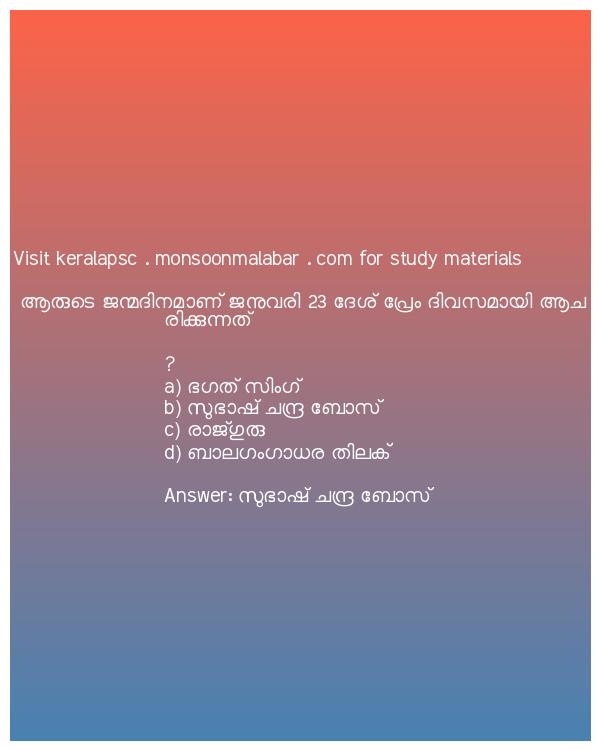 Visit keralapsc . monsoonmalabar . com for study materials
ആരുടെ ജന്മദിനമാണ് ജനുവരി 23 ദേശ് പ്രേം ദിവസമായി ആച
രിക്കുന്നത്
?
a) ഭഗത് സിംഗ്
b) സുഭാഷ് ചന്ദ്ര ബോസ്
c) രാജ്ഗുരു
d) ബാലഗംഗാധര തിലക്
Answer: സുഭാഷ് ചന്ദ്ര ബോസ്